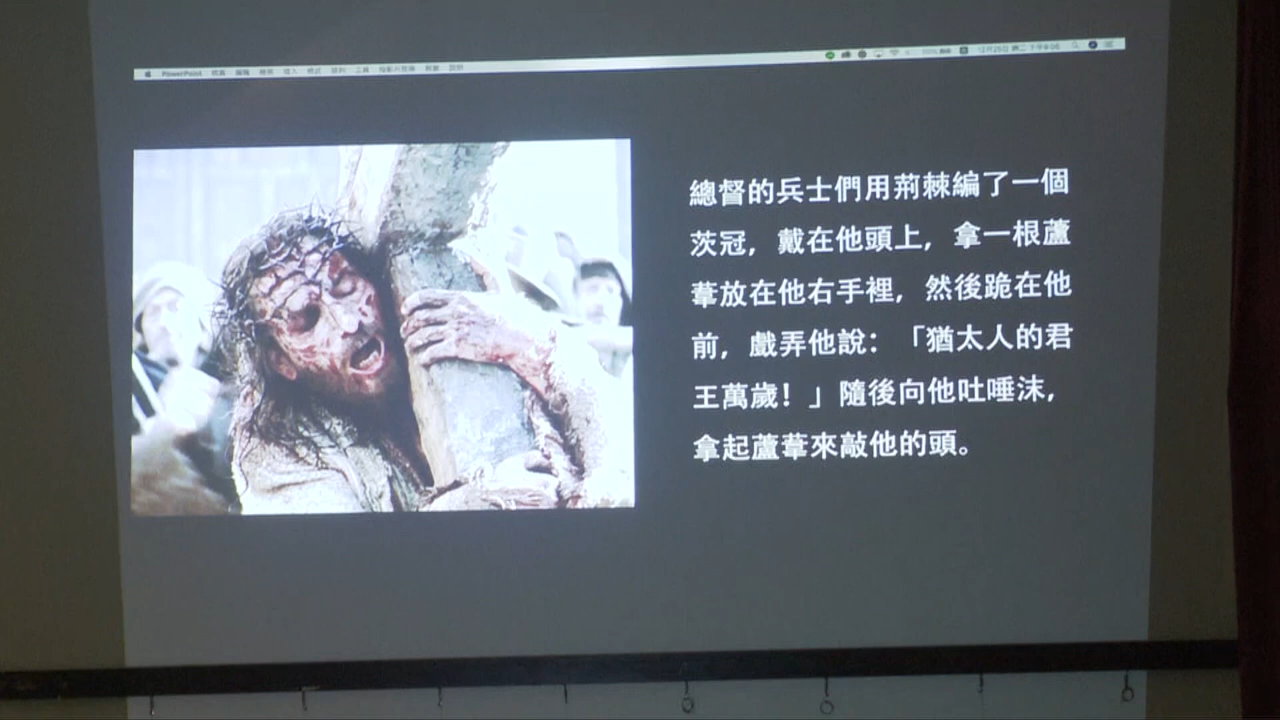 PowerPoint
總督的兵士們用荊棘編了一個
茨冠，戴在他頭上，拿一根蘆
葦放在他右手裡，然後跪在他
前，戲弄他說：「猶太人的君
王萬歲！」隨後向他吐唾沫，
拿起蘆葦來敲他的頭。